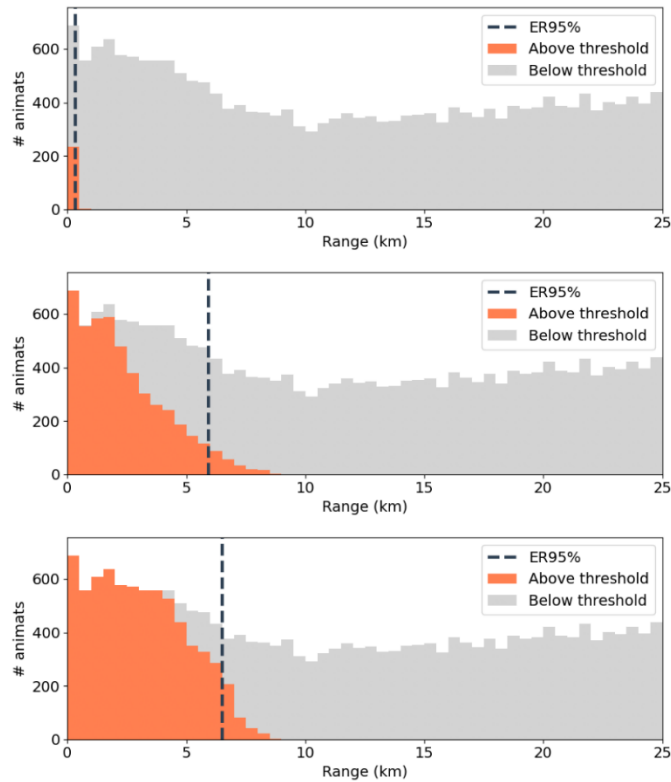 ER95%
Above threshold
Below threshold
600
400
200
0
# animats
0 5 10 15 20 25
Range (km)
ER95%
Above threshold
Below threshold
600
400
200
0
# animats
0 5 10 15 20 25
Range (km)
ER95%
Above threshold
Below threshold
600
400
200
0
# animats
0 5 10 15 20 25
Range (km)